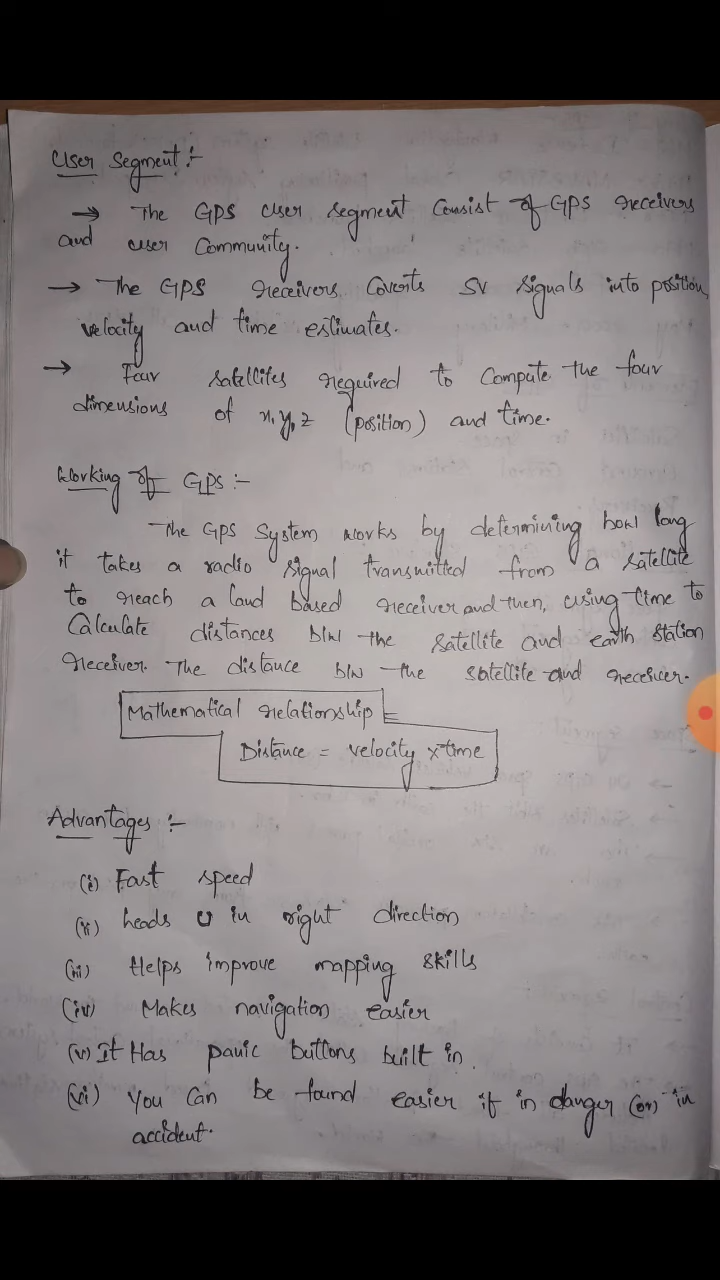 User Segment :-
→ The GPS User Segment Consist of GPS receivers
and user Community.
→ The GPS receivers Coverts SV signals into position,
velocity and time estimates.
→ Four satellites required to Compute the four
dimensions of x, y, z (position) and time.
Working of GPS :-
The GPS System works by determining how long
it takes a radio signal transmitted from a satellite
to reach a land based receiver and then, using time to
Calculate distances b/w the satellite and earth station
receiver. The distance b/w the satellite and receiver.
Mathematical relationship =
Distance = velocity x time
Advantages :-
(i) Fast speed
(ii) heads U in right direction
(iii) Helps improve mapping skills
(iv) Makes navigation easier
(v) It Has panic buttons built in.
(vi) You Can be found easier if in danger (or) in
accident.